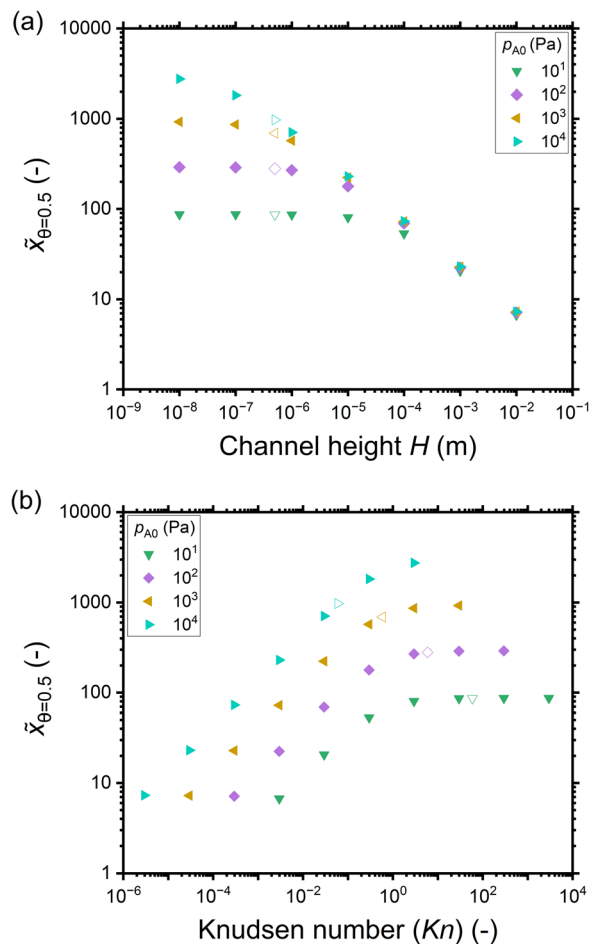 (a)
10000
1000
100
10
1
x̃θ=0.5 (-)
pA0 (Pa)
10¹
10²
10³
10⁴
10⁻⁹ 10⁻⁸ 10⁻⁷ 10⁻⁶ 10⁻⁵ 10⁻⁴ 10⁻³ 10⁻² 10⁻¹
Channel height H (m)
(b)
10000
1000
100
10
1
x̃θ=0.5 (-)
pA0 (Pa)
10¹
10²
10³
10⁴
10⁻⁶ 10⁻⁴ 10⁻² 10⁰ 10² 10⁴
Knudsen number (Kn) (-)